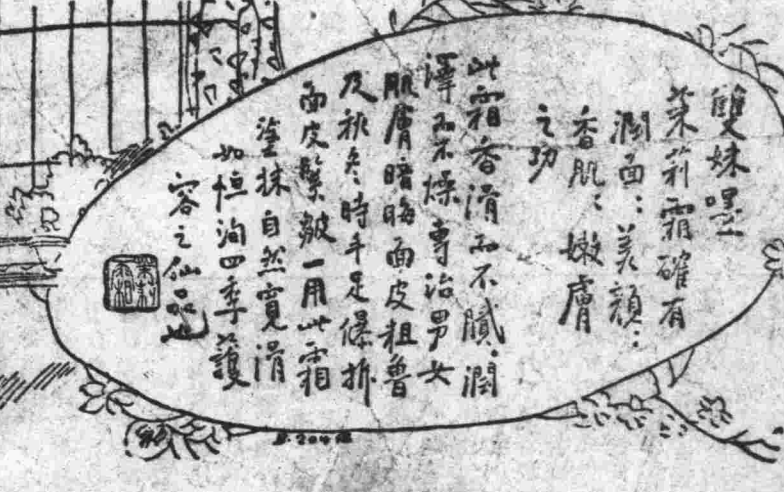 雙妹嚜
茉莉霜確有
潤面：美顏：
香肌：嫩膚
之功
此霜香滑而不膩．潤
澤而不燥專治男女
肌膚暗晦面皮粗魯
及秋冬時手足爆拆
面皮緊皺一用此霜
塗抹自然寬滑
如恒洵四季護
容之仙品也